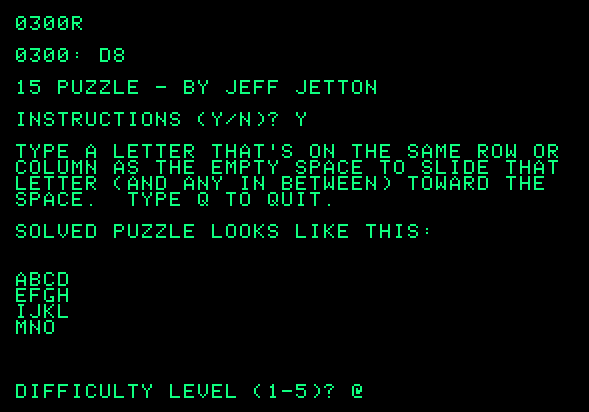 0300R
0300: D8
15 PUZZLE - BY JEFF JETTON
INSTRUCTIONS (Y/N)? Y
TYPE A LETTER THAT'S ON THE SAME ROW OR
COLUMN AS THE EMPTY SPACE TO SLIDE THAT
LETTER (AND ANY IN BETWEEN) TOWARD THE
SPACE.  TYPE Q TO QUIT.
SOLVED PUZZLE LOOKS LIKE THIS:
ABCD
EFGH
IJKL
MNO
DIFFICULTY LEVEL (1-5)? @